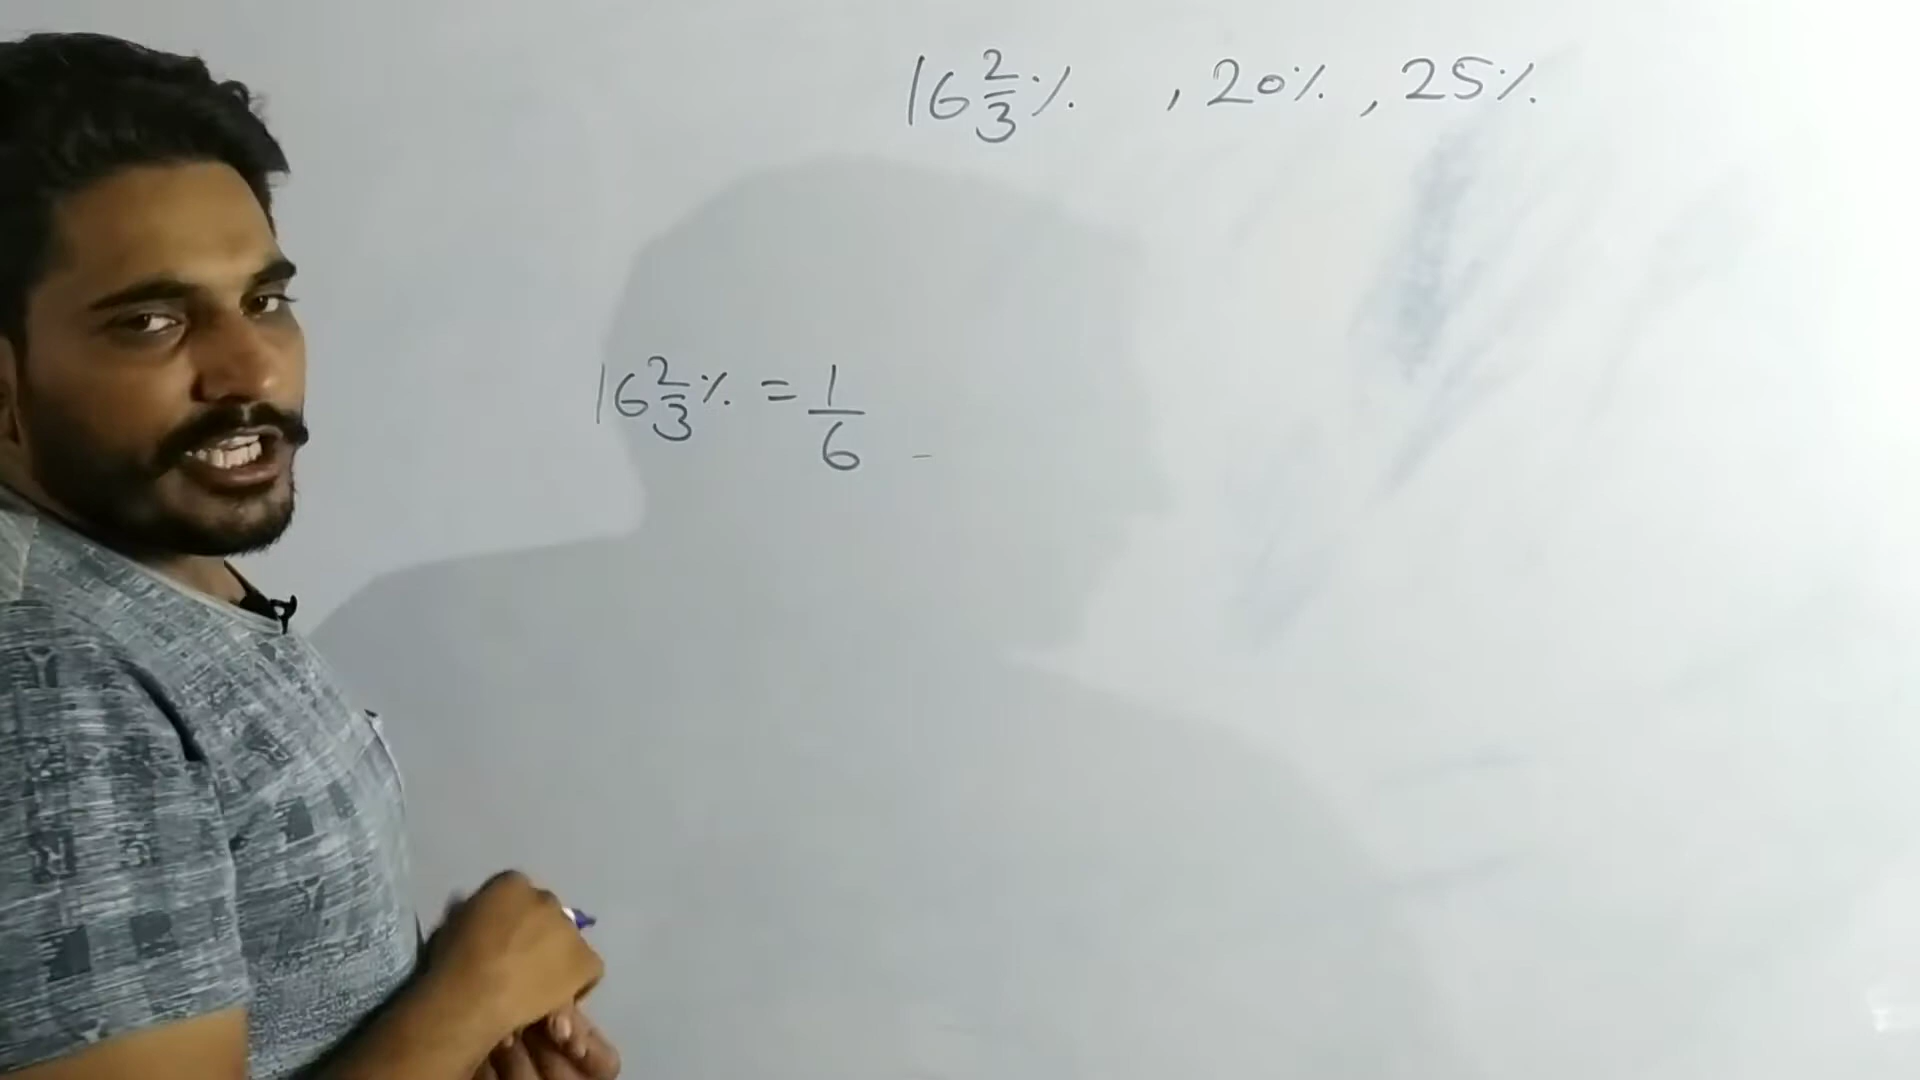 16 2/3 % , 20% , 25%
16 2/3 % = 1/6 -